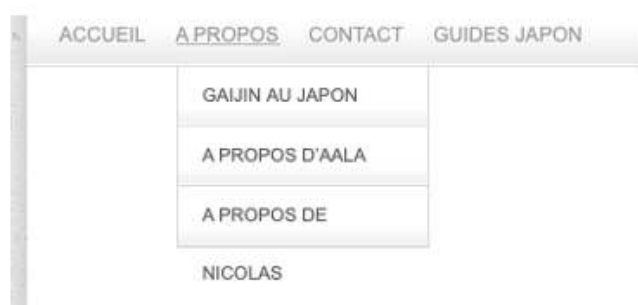 ACCUEIL A PROPOS CONTACT GUIDES JAPON
GAIJIN AU JAPON
A PROPOS D'AALA
A PROPOS DE
NICOLAS